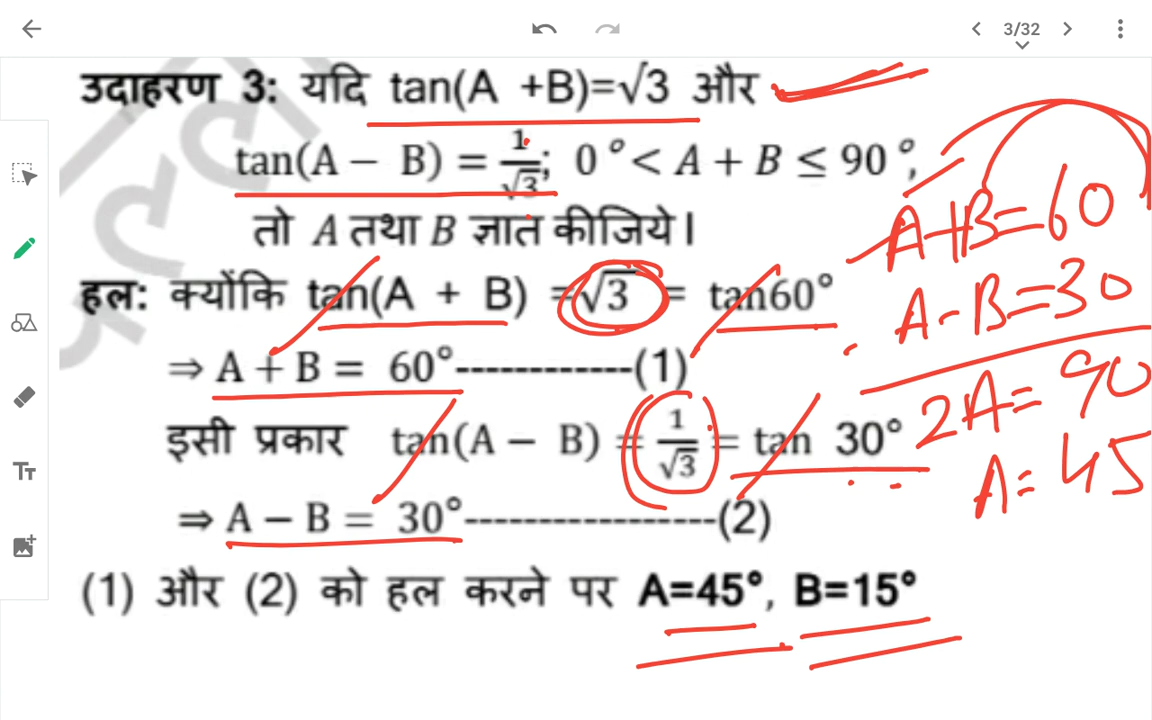 3/32
उदाहरण 3: यदि tan(A +B)=√3 और
tan(A − B) = 1/√3; 0°< A + B ≤ 90°,
तो A तथा B ज्ञात कीजिये।
हल: क्योंकि tan(A + B) = √3 = tan60°
⇒ A + B = 60°------------(1)
इसी प्रकार tan(A − B) = 1/√3 = tan 30°
⇒ A − B = 30°-----------------(2)
(1) और (2) को हल करने पर A=45°, B=15°
A+B=60
A-B=30
2A=90
A=45
Tт